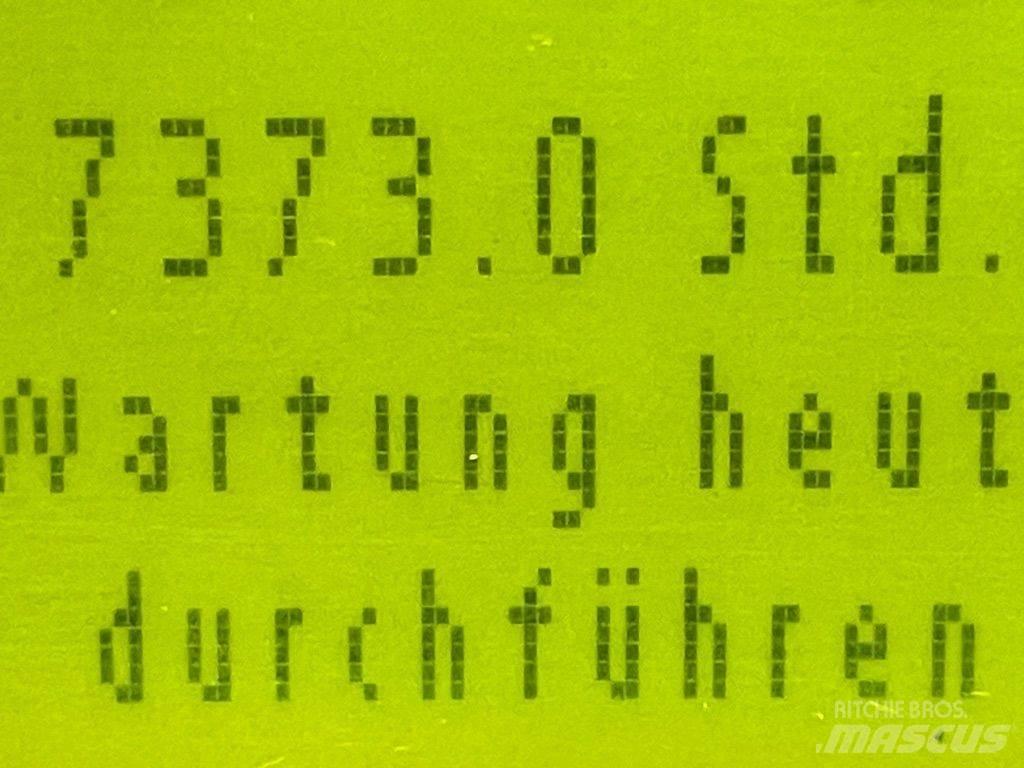 7373.0 Std.
Wartung heut
durchführen
RITCHIE BROS.
MASCUS